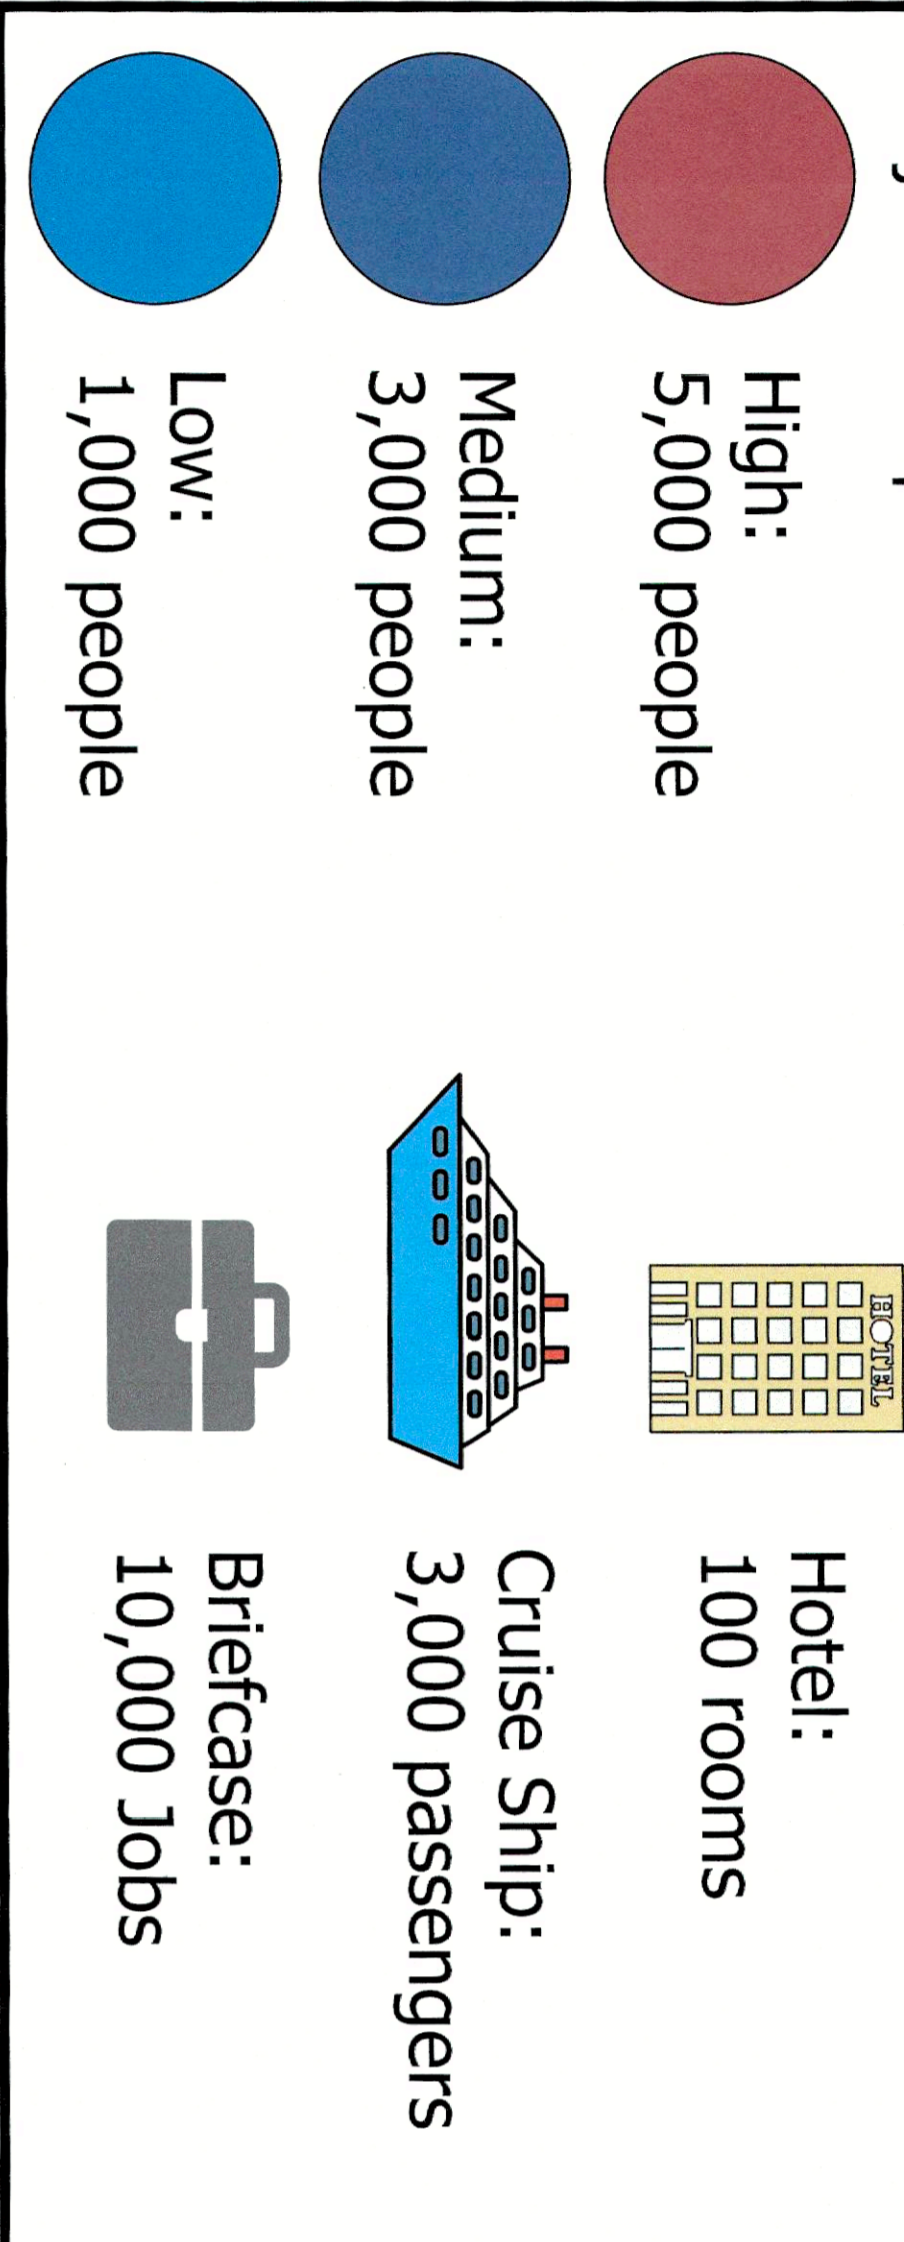 High:
5,000 people
Medium:
3,000 people
Low:
1,000 people
HOTEL
Hotel:
100 rooms
Cruise Ship:
3,000 passengers
Briefcase:
10,000 Jobs